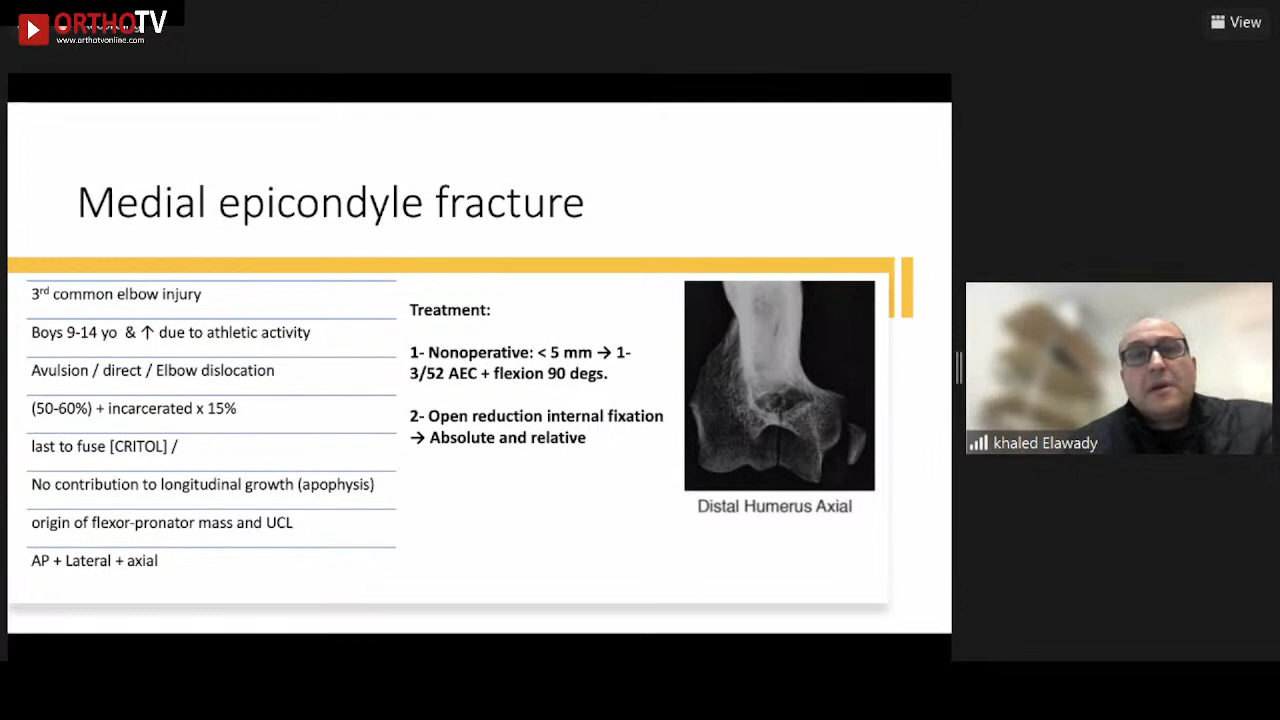 ORTHOTV
www.orthotvonline.com
View
Medial epicondyle fracture
3rd common elbow injury
Boys 9-14 yo & ↑ due to athletic activity
Avulsion / direct / Elbow dislocation
(50-60%) + incarcerated x 15%
last to fuse [CRITOL] /
No contribution to longitudinal growth (apophysis)
origin of flexor-pronator mass and UCL
AP + Lateral + axial
Treatment:
1- Nonoperative: < 5 mm → 1-
3/52 AEC + flexion 90 degs.
2- Open reduction internal fixation
→ Absolute and relative
Distal Humerus Axial
khaled Elawady